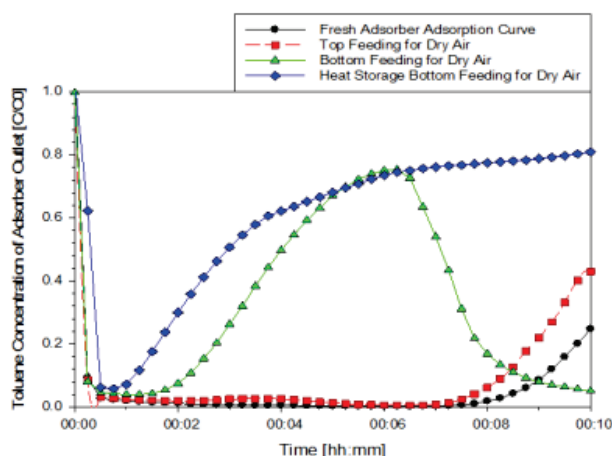 Fresh Adsorber Adsorption Curve
Top Feeding for Dry Air
Bottom Feeding for Dry Air
Heat Storage Bottom Feeding for Dry Air
Toluene Concentration of Adsorber Outlet [C/C0]
1.0
0.8
0.6
0.4
0.2
0.0
00:00 00:02 00:04 00:06 00:08 00:10
Time [hh:mm]